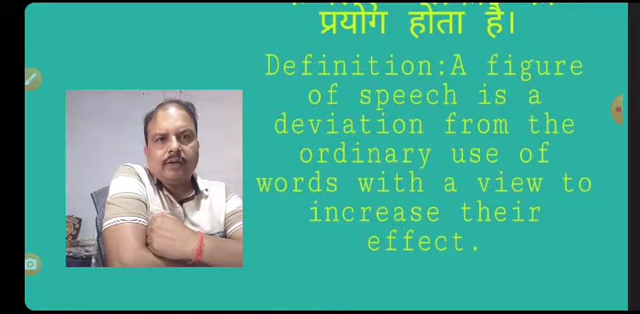 प्रयोग होता है।
Definition:A figure
of speech is a
deviation from the
ordinary use of
words with a view to
increase their
effect.